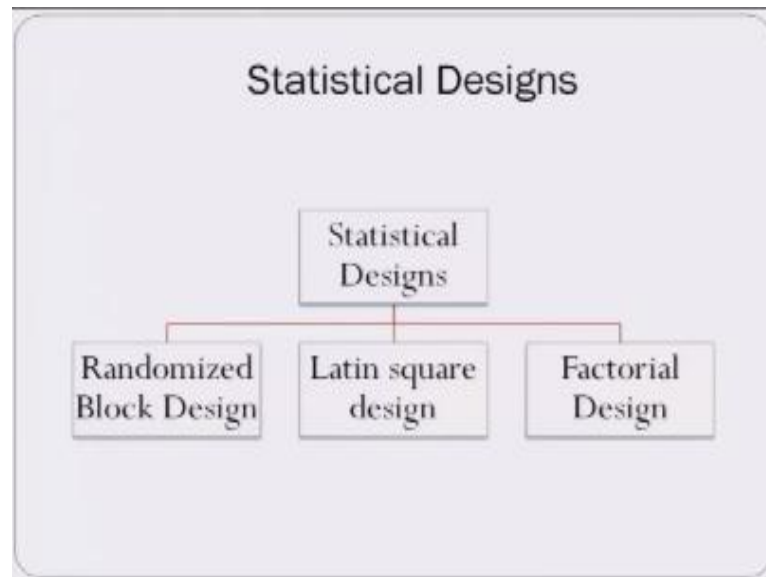 Statistical Designs
Statistical
Designs
Randomized
Block Design
Latin square
design
Factorial
Design